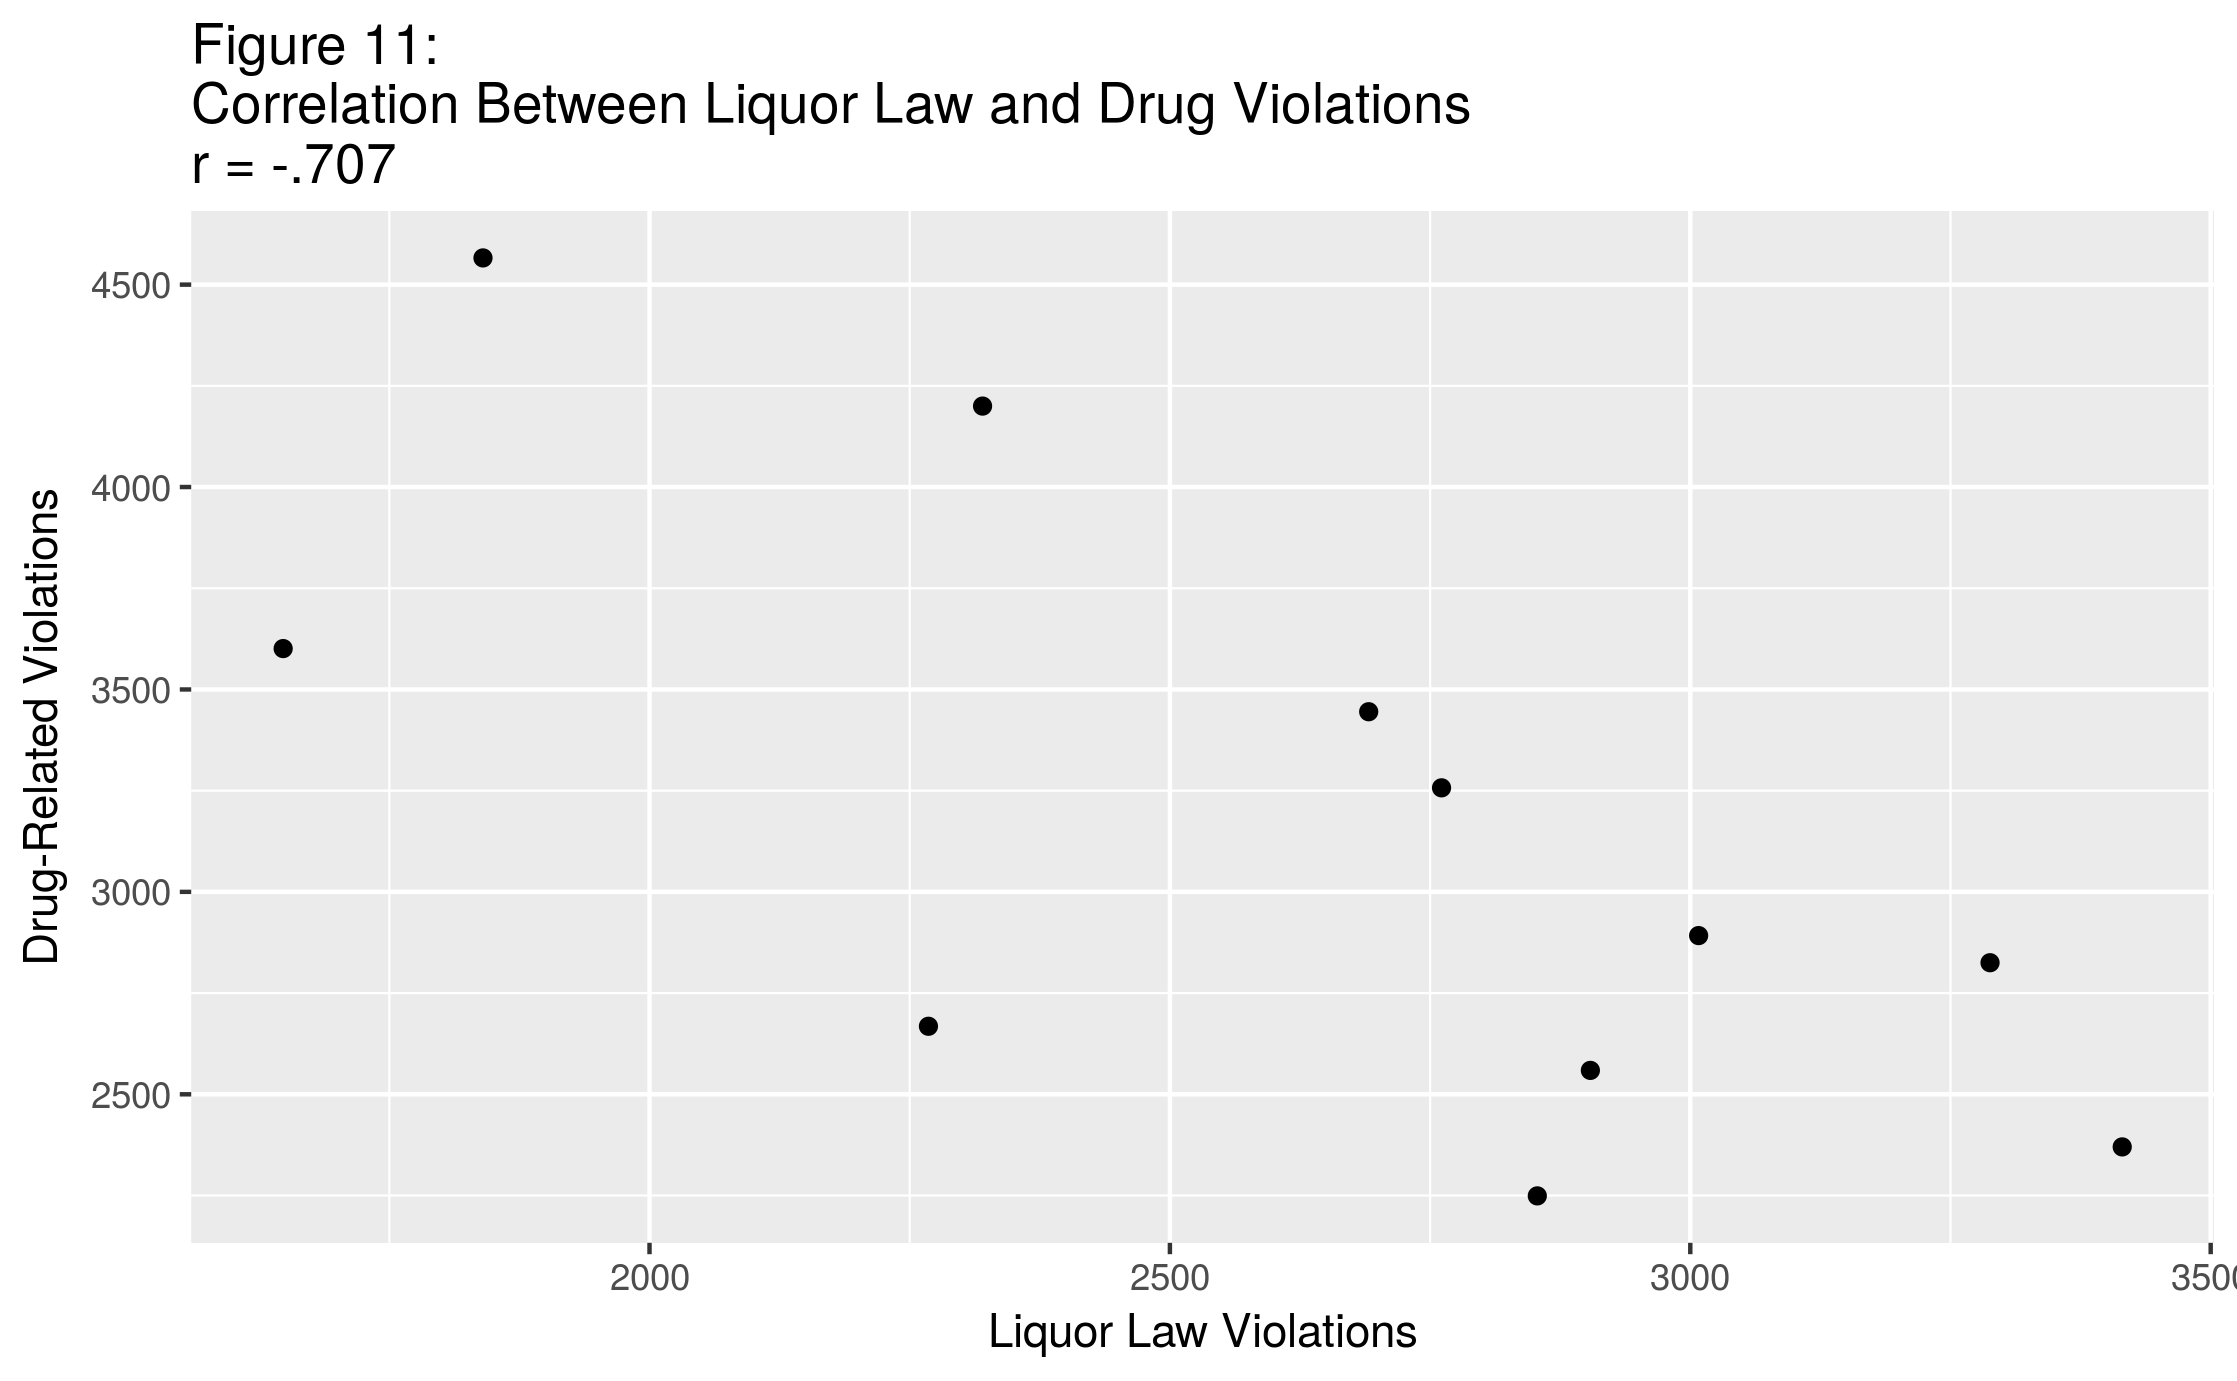 Figure 11:
Correlation Between Liquor Law and Drug Violations
r = -.707
Drug-Related Violations
4500
4000
3500
3000
2500
2000
2500
3000
3500
Liquor Law Violations